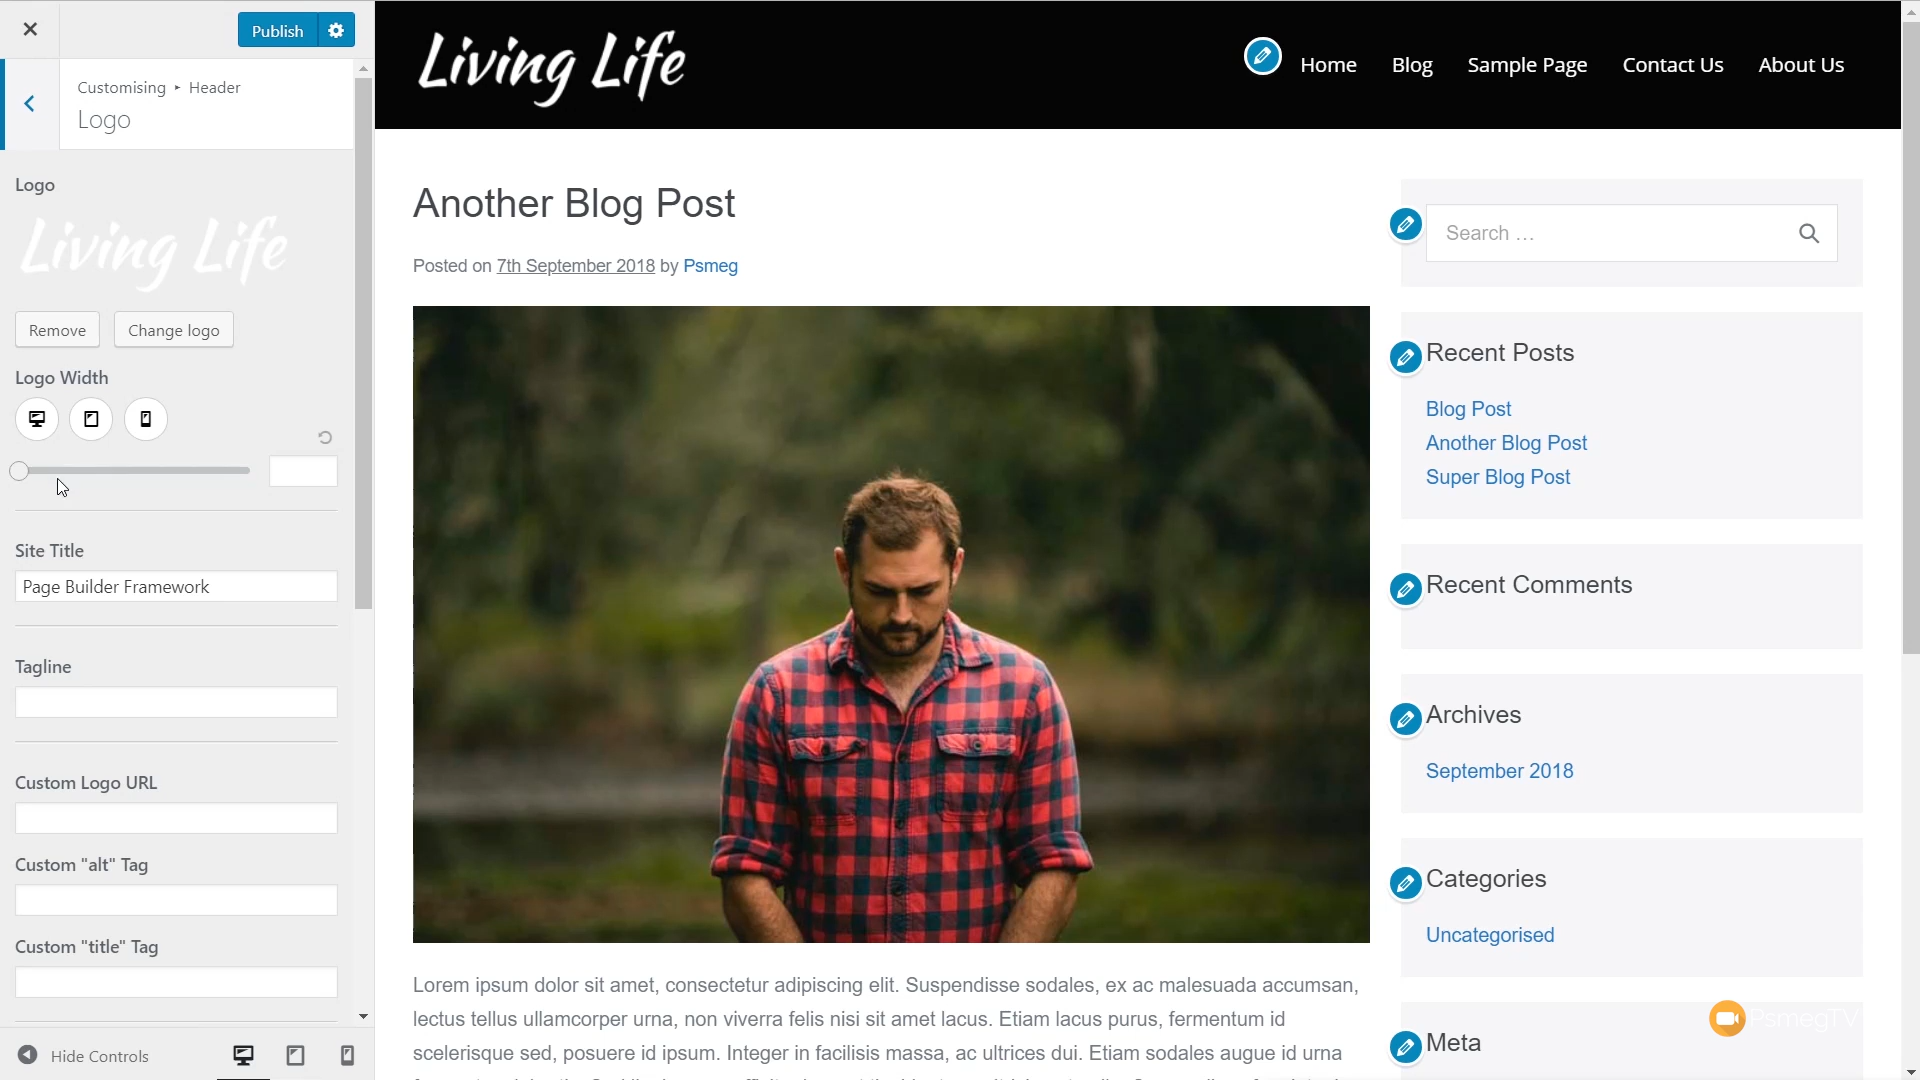 Publish
Customising ▸ Header
Logo
Logo
Living Life
Remove
Change logo
Logo Width
Site Title
Page Builder Framework
Tagline
Custom Logo URL
Custom "alt" Tag
Custom "title" Tag
Hide Controls
Living Life
Home
Blog
Sample Page
Contact Us
About Us
Another Blog Post
Posted on 7th September 2018 by Psmeg
Lorem ipsum dolor sit amet, consectetur adipiscing elit. Suspendisse sodales, ex ac malesuada accumsan,
lectus tellus ullamcorper urna, non viverra felis nisi sit amet lacus. Etiam lacus purus, fermentum id
scelerisque sed, posuere id ipsum. Integer in facilisis massa, ac ultrices dui. Etiam sodales augue id urna
Search …
Recent Posts
Blog Post
Another Blog Post
Super Blog Post
Recent Comments
Archives
September 2018
Categories
Uncategorised
Meta
PsmegTV